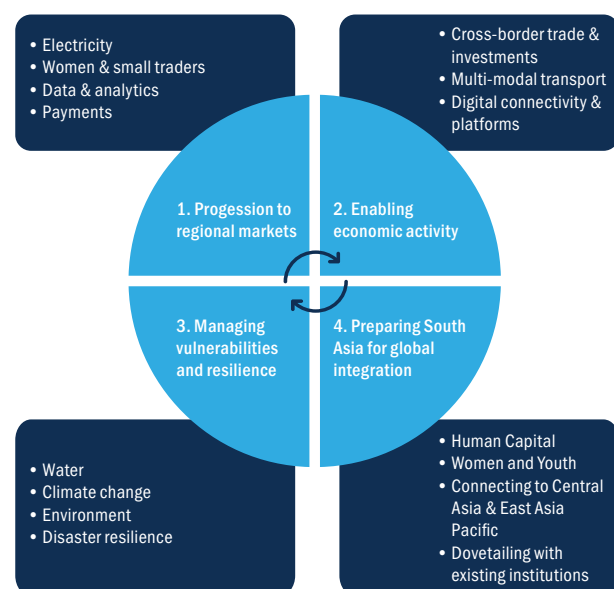 • Electricity
• Women & small traders
• Data & analytics
• Payments
• Cross-border trade &
investments
• Multi-modal transport
• Digital connectivity &
platforms
1. Progession to
regional markets
2. Enabling
economic activity
3. Managing
vulnerabilities
and resilience
4. Preparing South
Asia for global
integration
• Water
• Climate change
• Environment
• Disaster resilience
• Human Capital
• Women and Youth
• Connecting to Central
Asia & East Asia
Pacific
• Dovetailing with
existing institutions